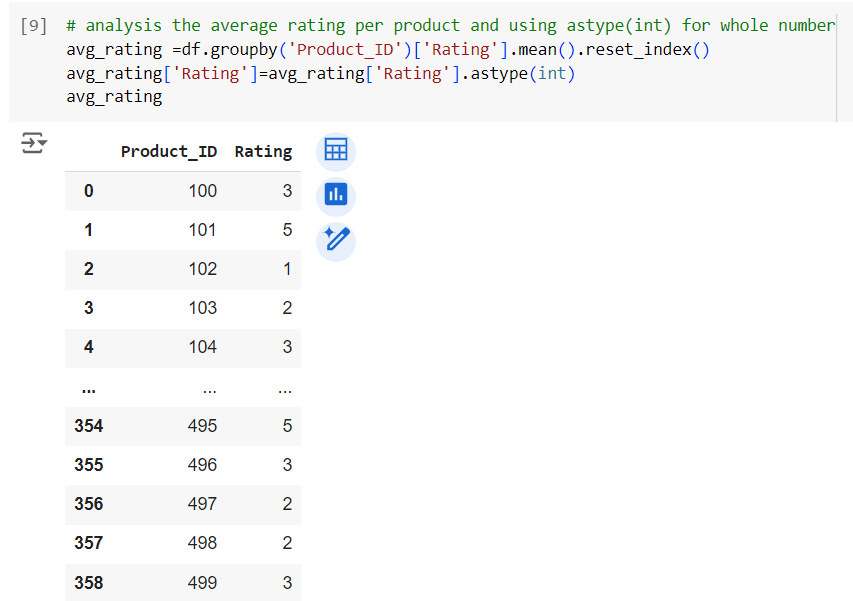 [9] # analysis the average rating per product and using astype(int) for whole number
avg_rating =df.groupby('Product_ID')['Rating'].mean().reset_index()
avg_rating['Rating']=avg_rating['Rating'].astype(int)
avg_rating
Product_ID Rating
0 100 3
1 101 5
2 102 1
3 103 2
4 104 3
... ... ...
354 495 5
355 496 3
356 497 2
357 498 2
358 499 3